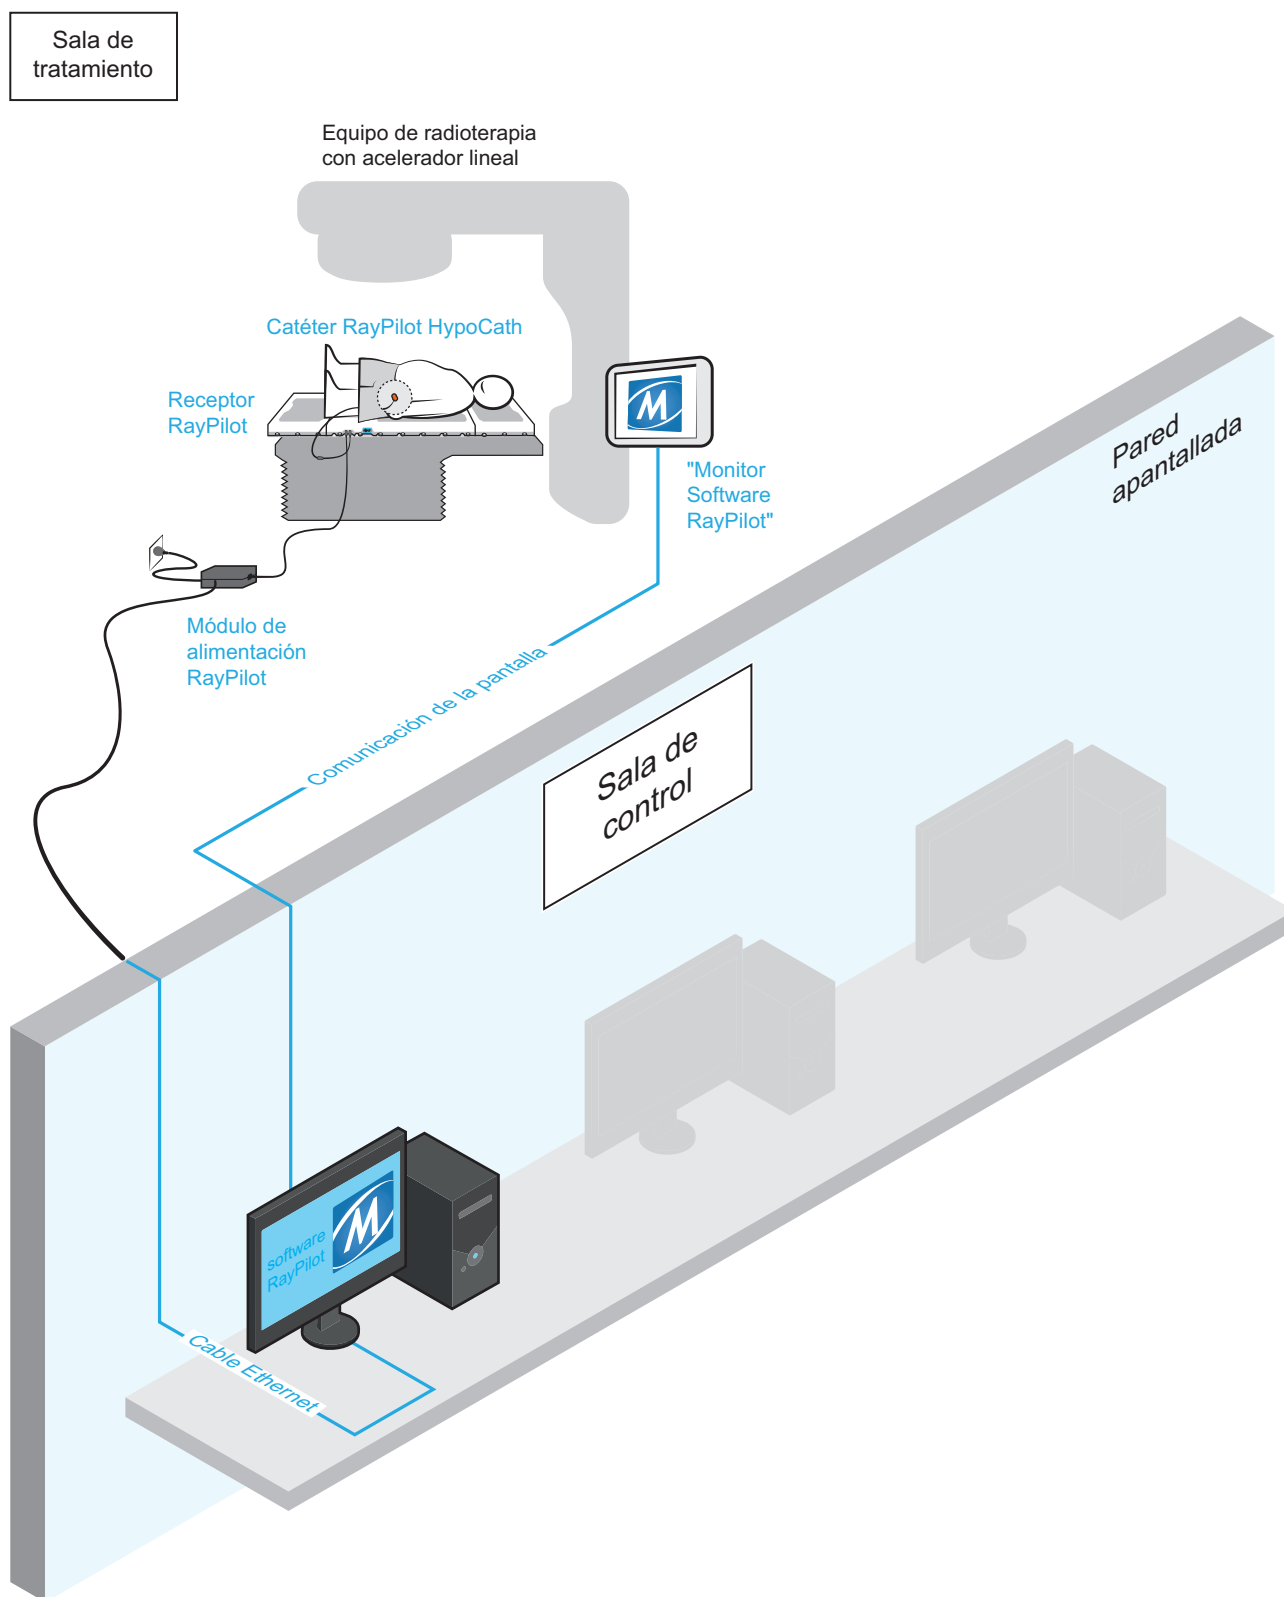 Sala de
tratamiento
Equipo de radioterapia
con acelerador lineal
Catéter RayPilot HypoCath
Receptor
RayPilot
M
"Monitor
Software
RayPilot"
Pared
apantallada
Módulo de
alimentación
RayPilot
Comunicación de la pantalla
Sala de
control
software
RayPilot
M
Cable Ethernet